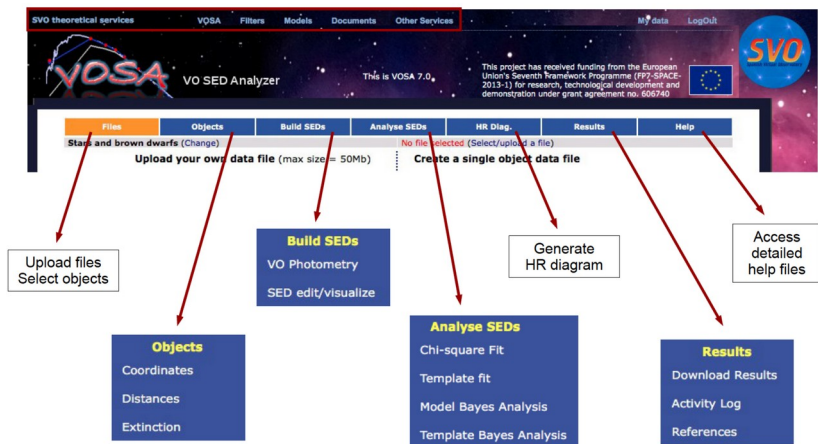 SVO theoretical services VOSA Filters Models Documents Other Services My data LogOut
SVO
VOSA
VO SED Analyzer
This is VOSA 7.0.
This project has received funding from the European
Union's Seventh Framework Programme (FP7-SPACE-
2013-1) for research, technological development and
demonstration under grant agreement no. 606740
Files Objects Build SEDs Analyse SEDs HR Diag. Results Help
Stars and brown dwarfs (Change) No file selected (Select/upload a file)
Upload your own data file (max size = 50Mb) Create a single object data file
Upload files
Select objects
Build SEDs
VO Photometry
SED edit/visualize
Generate
HR diagram
Access
detailed
help files
Objects
Coordinates
Distances
Extinction
Analyse SEDs
Chi-square Fit
Template fit
Model Bayes Analysis
Template Bayes Analysis
Results
Download Results
Activity Log
References